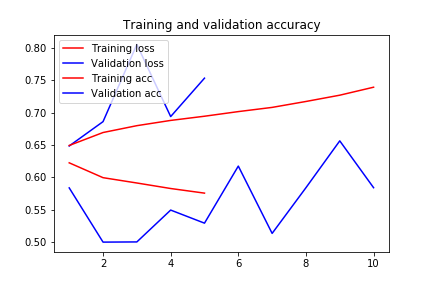 Training and validation accuracy
Training loss
Validation loss
Training acc
Validation acc
0.80
0.75
0.70
0.65
0.60
0.55
0.50
2
4
6
8
10